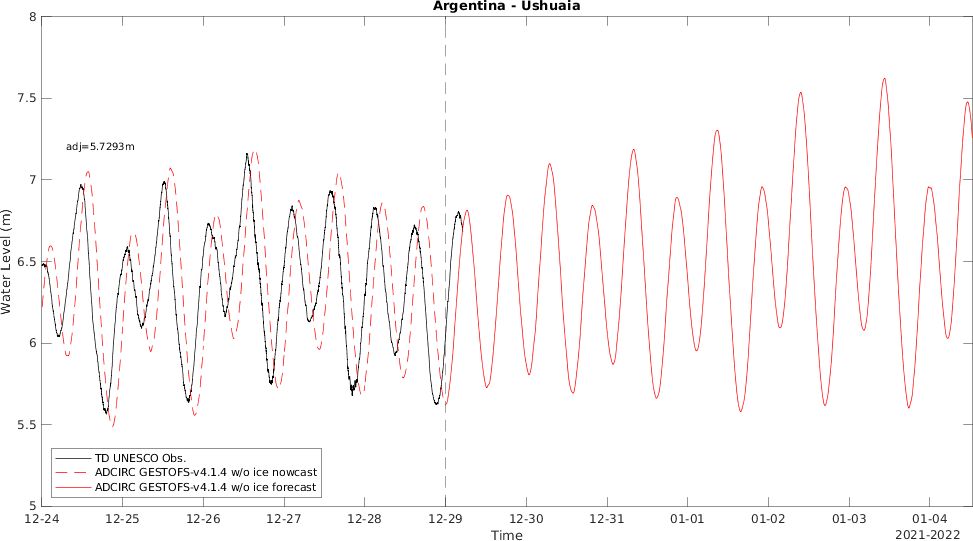 Argentina - Ushuaia
8
7.5
7
6.5
6
5.5
5
Water Level (m)
adj=5.7293m
TD UNESCO Obs.
ADCIRC GESTOFS-v4.1.4 w/o ice nowcast
ADCIRC GESTOFS-v4.1.4 w/o ice forecast
12-24 12-25 12-26 12-27 12-28 12-29 12-30 12-31 01-01 01-02 01-03 01-04
Time
2021-2022